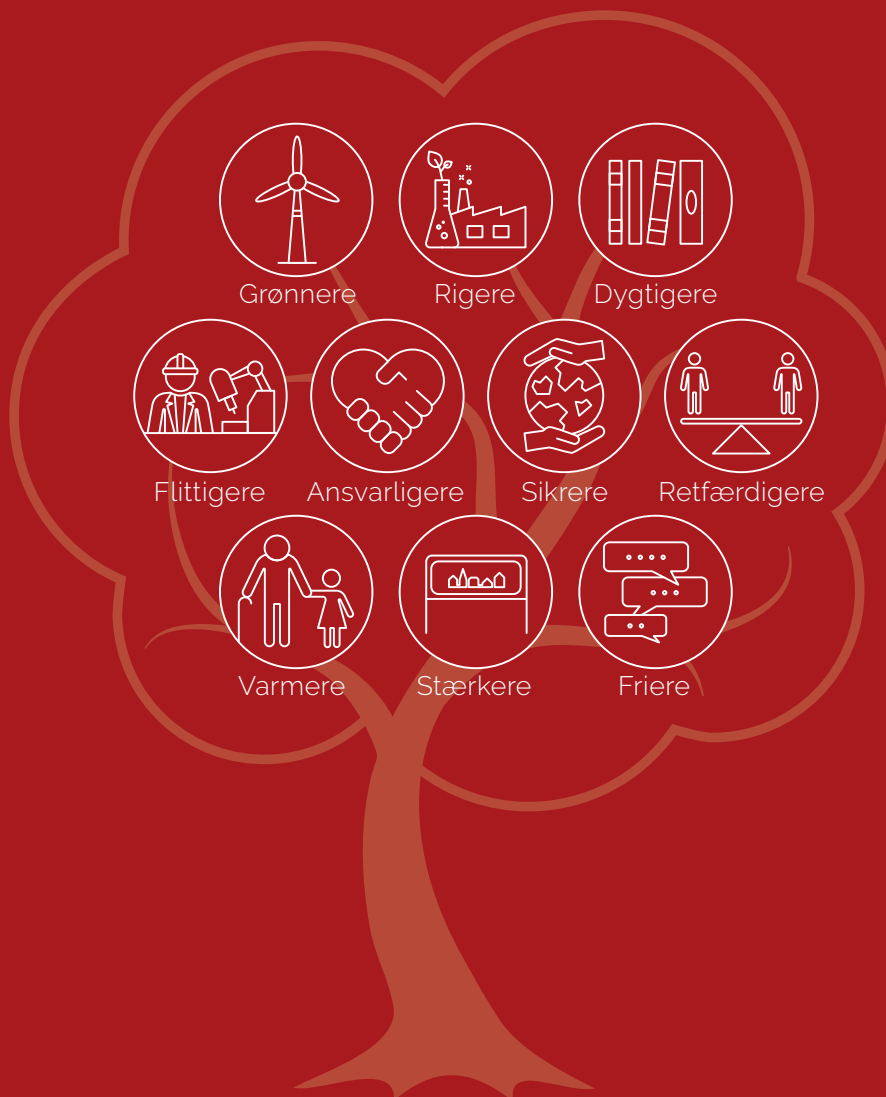 Grønnere Rigere Dygtigere
Flittigere Ansvarligere Sikrere Retfærdigere
Varmere Stærkere Friere